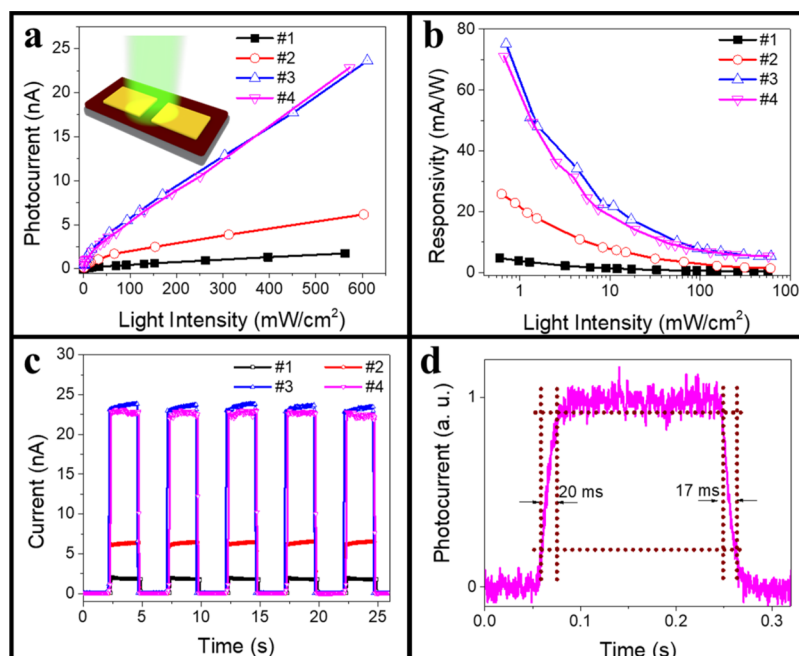 a
#1
#2
#3
#4
Photocurrent (nA)
25
20
15
10
5
0
0 100 200 300 400 500 600
Light Intensity (mW/cm²)
b
#1
#2
#3
#4
Responsivity (mA/W)
80
60
40
20
0
1 10 100 100
Light Intensity (mW/cm²)
c
#1 #2
#3 #4
Current (nA)
30
25
20
15
10
5
0
0 5 10 15 20 25
Time (s)
d
Photocurrent (a. u.)
1
0
20 ms 17 ms
0.0 0.1 0.2 0.3
Time (s)